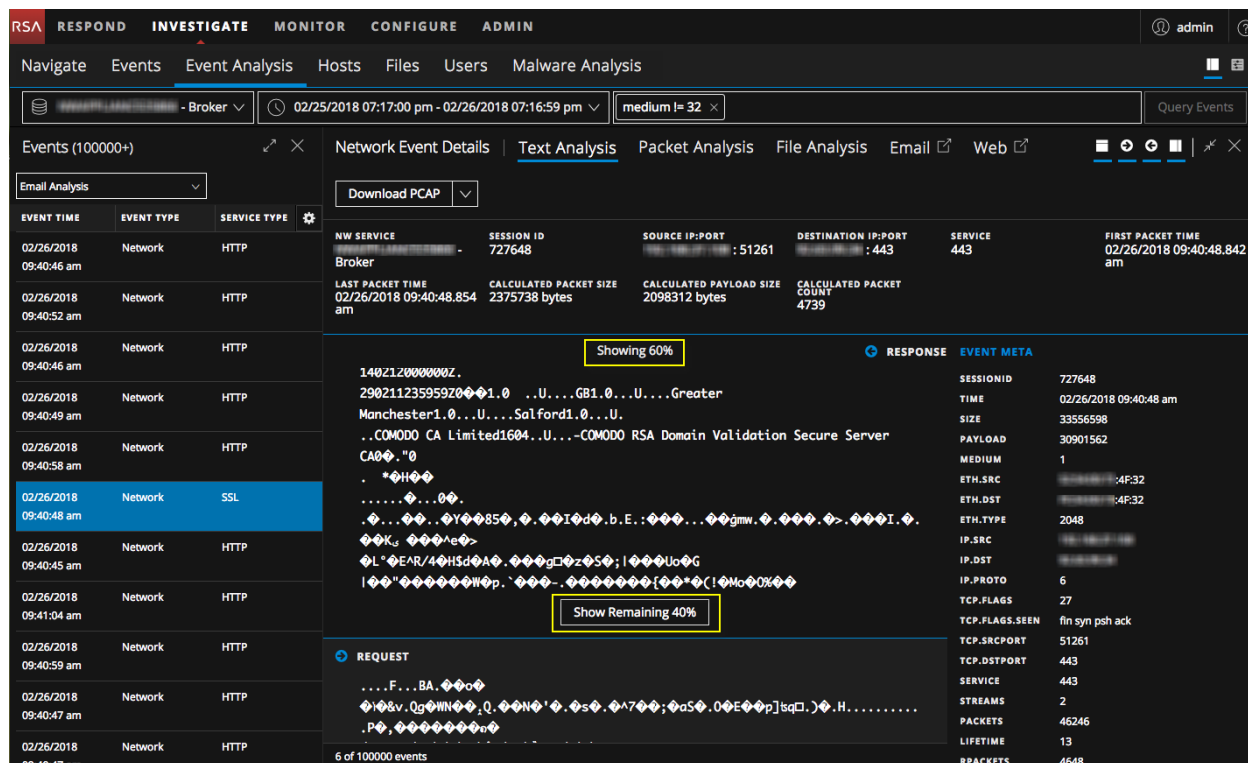 RSA RESPOND INVESTIGATE MONITOR CONFIGURE ADMIN admin
Navigate Events Event Analysis Hosts Files Users Malware Analysis
- Broker 02/25/2018 07:17:00 pm - 02/26/2018 07:16:59 pm medium != 32 × Query Events
Events (100000+)
Email Analysis
EVENT TIME EVENT TYPE SERVICE TYPE
02/26/2018 Network HTTP
09:40:46 am
02/26/2018 Network HTTP
09:40:52 am
02/26/2018 Network HTTP
09:40:46 am
02/26/2018 Network HTTP
09:40:49 am
02/26/2018 Network HTTP
09:40:58 am
02/26/2018 Network SSL
09:40:48 am
02/26/2018 Network HTTP
09:40:45 am
02/26/2018 Network HTTP
09:41:04 am
02/26/2018 Network HTTP
09:40:59 am
02/26/2018 Network HTTP
09:40:47 am
02/26/2018 Network HTTP
Network Event Details Text Analysis Packet Analysis File Analysis Email Web
Download PCAP
NW SERVICE SESSION ID SOURCE IP:PORT DESTINATION IP:PORT SERVICE FIRST PACKET TIME
- 727648 : 51261 : 443 443 02/26/2018 09:40:48.842
Broker am
LAST PACKET TIME CALCULATED PACKET SIZE CALCULATED PAYLOAD SIZE CALCULATED PACKET COUNT
02/26/2018 09:40:48.854 2375738 bytes 2098312 bytes 4739
am
Showing 60% RESPONSE
140212000000Z.
290211235959Z0��1.0 ..U....GB1.0...U....Greater
Manchester1.0...U....Salford1.0...U.
..COMODO CA Limited1604..U...-COMODO RSA Domain Validation Secure Server
CA0�."0
. *�H��
......�...0�.
Show Remaining 40%
REQUEST
....F...BA.��o�
6 of 100000 events
EVENT META
SESSIONID 727648
TIME 02/26/2018 09:40:48 am
SIZE 33556598
PAYLOAD 30901562
MEDIUM 1
ETH.SRC :4F:32
ETH.DST :4F:32
ETH.TYPE 2048
IP.SRC
IP.DST
IP.PROTO 6
TCP.FLAGS 27
TCP.FLAGS.SEEN fin syn psh ack
TCP.SRCPORT 51261
TCP.DSTPORT 443
SERVICE 443
STREAMS 2
PACKETS 46246
LIFETIME 13
RPACKETS 4648